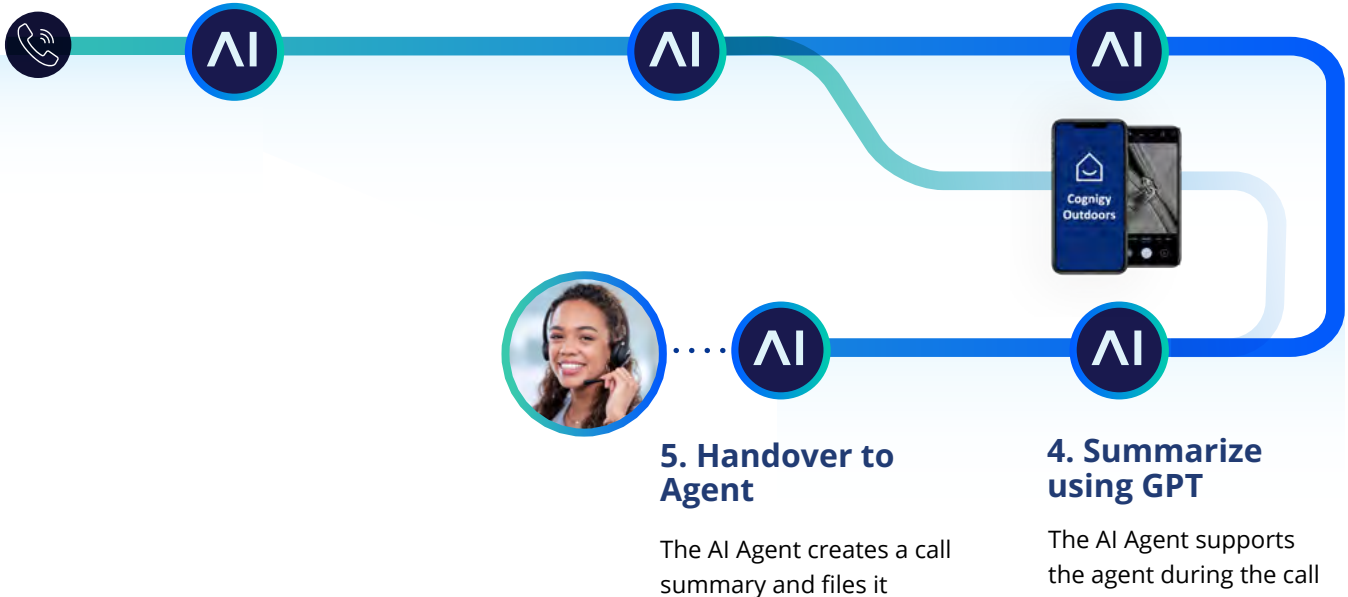 AI
AI
AI
Cognigy
Outdoors
AI
AI
5. Handover to
Agent
The AI Agent creates a call
summary and files it
4. Summarize
using GPT
The AI Agent supports
the agent during the call